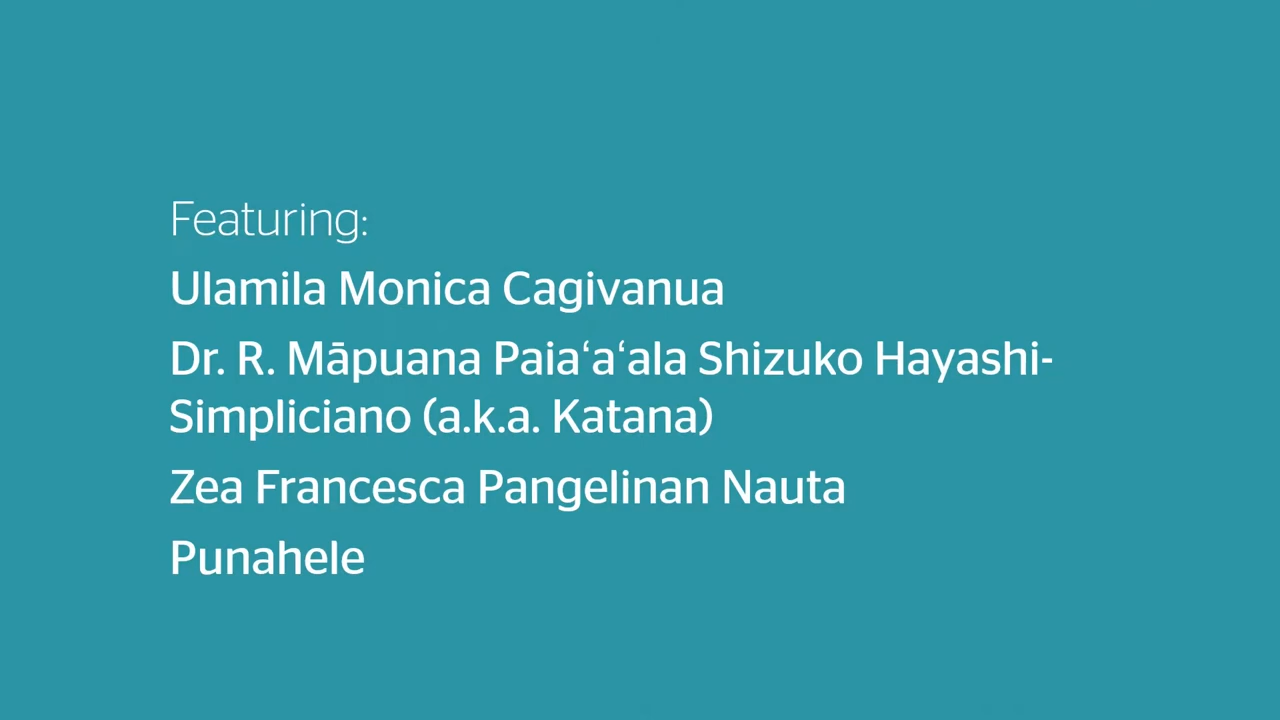 Featuring:
Ulamila Monica Cagivanua
Dr. R. Māpuana Paiaʻaʻala Shizuko Hayashi-
Simpliciano (a.k.a. Katana)
Zea Francesca Pangelinan Nauta
Punahele